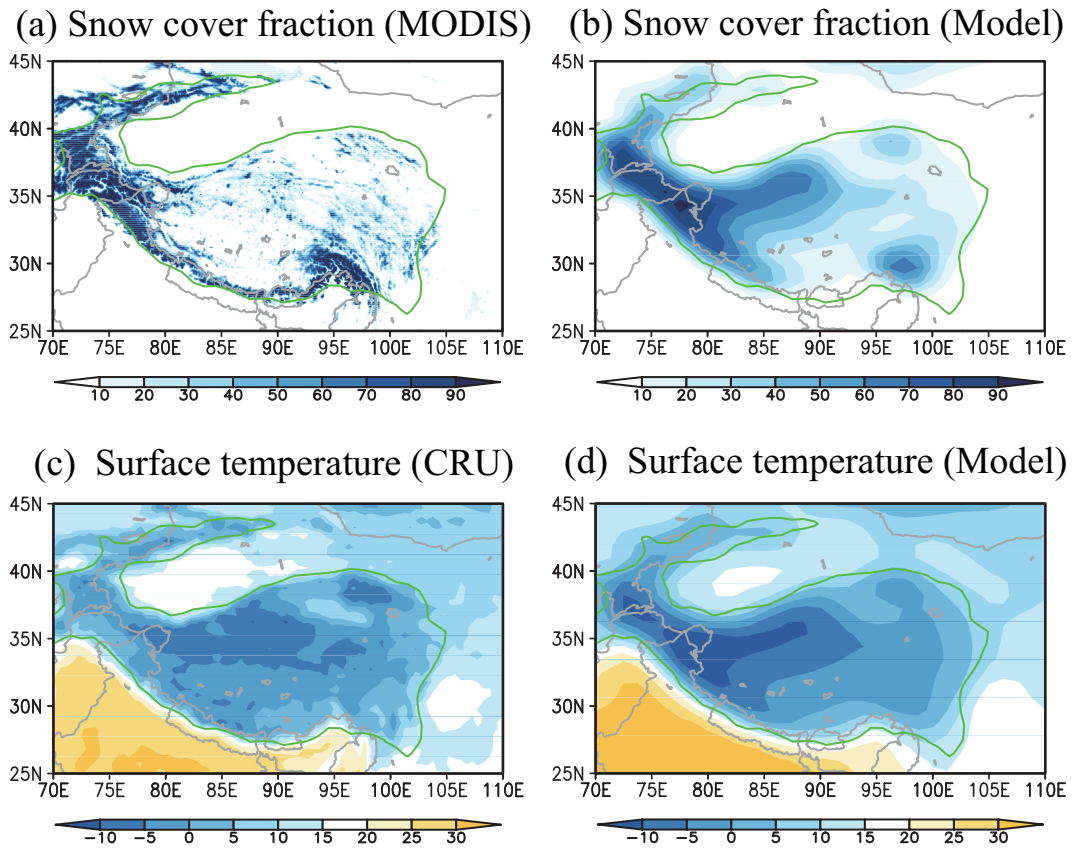 (a) Snow cover fraction (MODIS)
(b) Snow cover fraction (Model)
45N
40N
35N
30N
25N
70E 75E 80E 85E 90E 95E 100E 105E 110E
10 20 30 40 50 60 70 80 90
45N
40N
35N
30N
25N
70E 75E 80E 85E 90E 95E 100E 105E 110E
10 20 30 40 50 60 70 80 90
(c) Surface temperature (CRU)
(d) Surface temperature (Model)
45N
40N
35N
30N
25N
70E 75E 80E 85E 90E 95E 100E 105E 110E
-10 -5 0 5 10 15 20 25 30
45N
40N
35N
30N
25N
70E 75E 80E 85E 90E 95E 100E 105E 110E
-10 -5 0 5 10 15 20 25 30